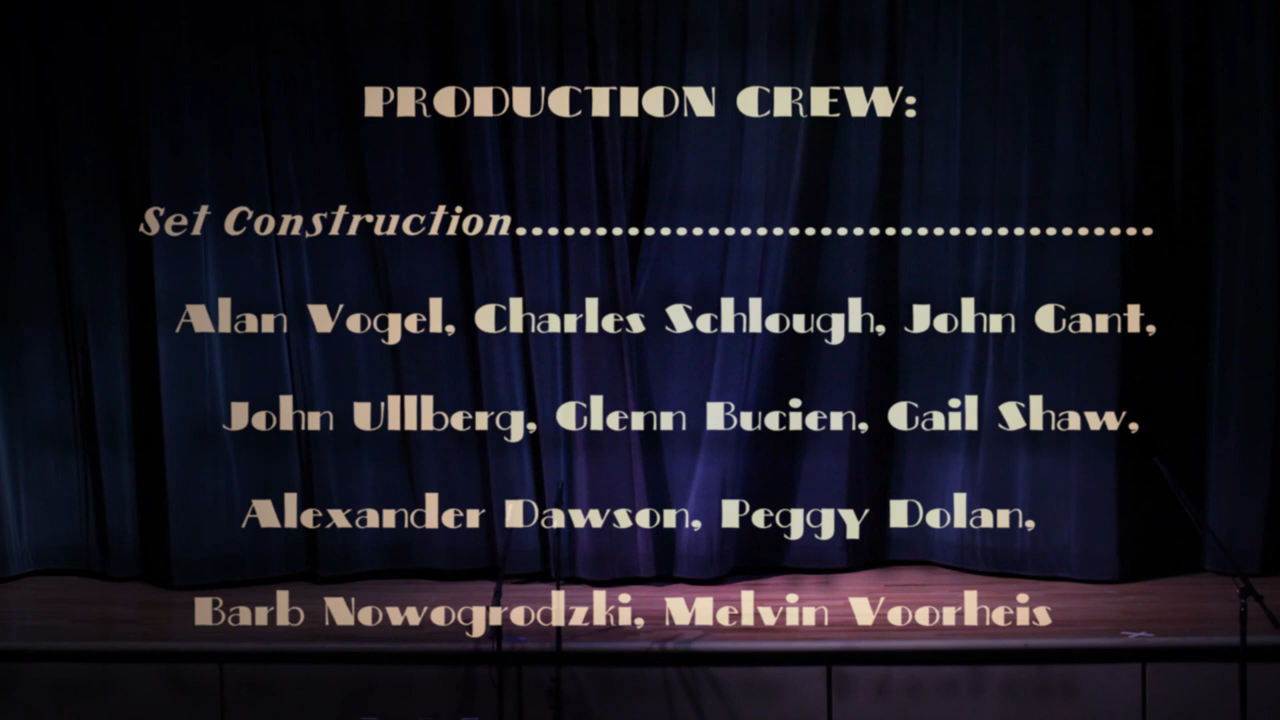 PRODUCTION CREW:
Set Construction........................................
Alan Vogel, Charles Schlough, John Gant,
John Ullberg, Glenn Bucien, Gail Shaw,
Alexander Dawson, Peggy Dolan,
Barb Nowogrodzki, Melvin Voorheis